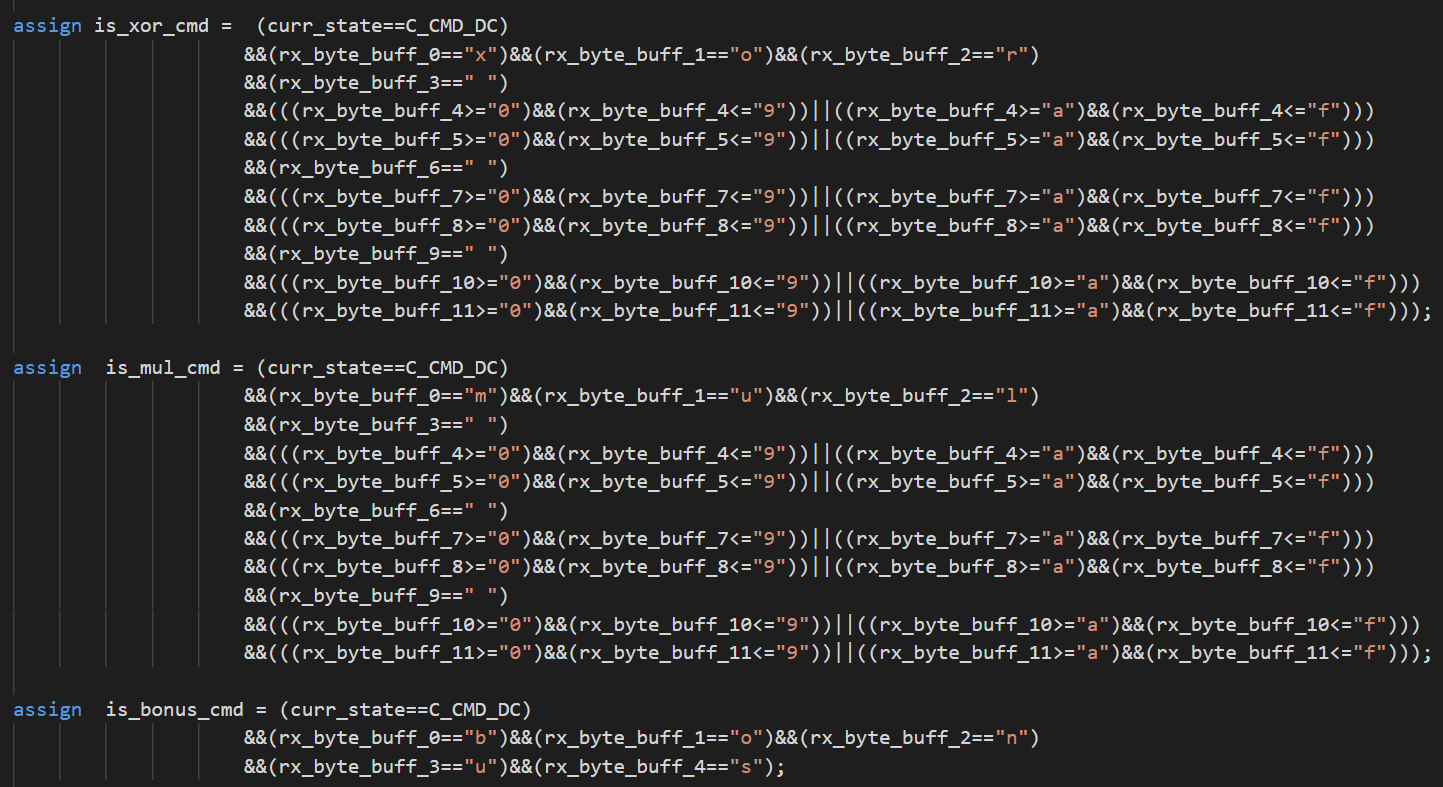 assign is_xor_cmd =  (curr_state==C_CMD_DC)
&&(rx_byte_buff_0=="x")&&(rx_byte_buff_1=="o")&&(rx_byte_buff_2=="r")
&&(rx_byte_buff_3==" ")
&&(((rx_byte_buff_4>="0")&&(rx_byte_buff_4<="9"))||((rx_byte_buff_4>="a")&&(rx_byte_buff_4<="f")))
&&(((rx_byte_buff_5>="0")&&(rx_byte_buff_5<="9"))||((rx_byte_buff_5>="a")&&(rx_byte_buff_5<="f")))
&&(rx_byte_buff_6==" ")
&&(((rx_byte_buff_7>="0")&&(rx_byte_buff_7<="9"))||((rx_byte_buff_7>="a")&&(rx_byte_buff_7<="f")))
&&(((rx_byte_buff_8>="0")&&(rx_byte_buff_8<="9"))||((rx_byte_buff_8>="a")&&(rx_byte_buff_8<="f")))
&&(rx_byte_buff_9==" ")
&&(((rx_byte_buff_10>="0")&&(rx_byte_buff_10<="9"))||((rx_byte_buff_10>="a")&&(rx_byte_buff_10<="f")))
&&(((rx_byte_buff_11>="0")&&(rx_byte_buff_11<="9"))||((rx_byte_buff_11>="a")&&(rx_byte_buff_11<="f")));
assign  is_mul_cmd = (curr_state==C_CMD_DC)
&&(rx_byte_buff_0=="m")&&(rx_byte_buff_1=="u")&&(rx_byte_buff_2=="l")
&&(rx_byte_buff_3==" ")
&&(((rx_byte_buff_4>="0")&&(rx_byte_buff_4<="9"))||((rx_byte_buff_4>="a")&&(rx_byte_buff_4<="f")))
&&(((rx_byte_buff_5>="0")&&(rx_byte_buff_5<="9"))||((rx_byte_buff_5>="a")&&(rx_byte_buff_5<="f")))
&&(rx_byte_buff_6==" ")
&&(((rx_byte_buff_7>="0")&&(rx_byte_buff_7<="9"))||((rx_byte_buff_7>="a")&&(rx_byte_buff_7<="f")))
&&(((rx_byte_buff_8>="0")&&(rx_byte_buff_8<="9"))||((rx_byte_buff_8>="a")&&(rx_byte_buff_8<="f")))
&&(rx_byte_buff_9==" ")
&&(((rx_byte_buff_10>="0")&&(rx_byte_buff_10<="9"))||((rx_byte_buff_10>="a")&&(rx_byte_buff_10<="f")))
&&(((rx_byte_buff_11>="0")&&(rx_byte_buff_11<="9"))||((rx_byte_buff_11>="a")&&(rx_byte_buff_11<="f")));
assign  is_bonus_cmd = (curr_state==C_CMD_DC)
&&(rx_byte_buff_0=="b")&&(rx_byte_buff_1=="o")&&(rx_byte_buff_2=="n")
&&(rx_byte_buff_3=="u")&&(rx_byte_buff_4=="s");